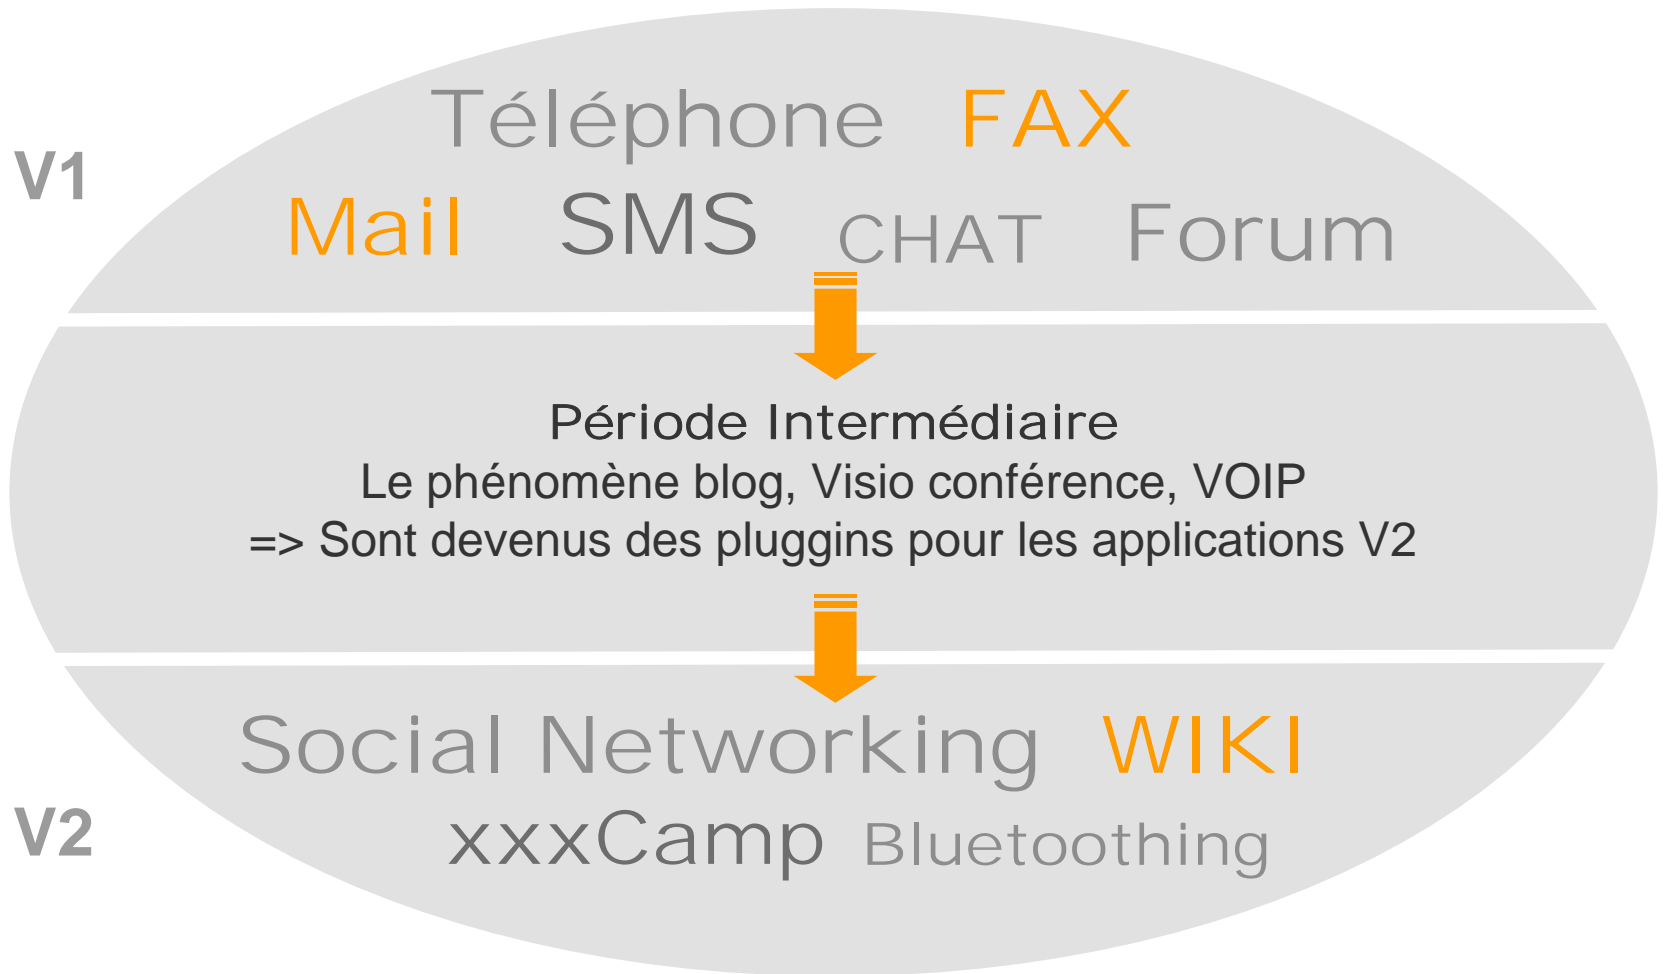 Téléphone FAX
V1
Mail SMS CHAT Forum
Période Intermédiaire
Le phénomène blog, Visio conférence, VOIP
=> Sont devenus des pluggins pour les applications V2
Social Networking WIKI
V2
xxxCamp Bluetoothing